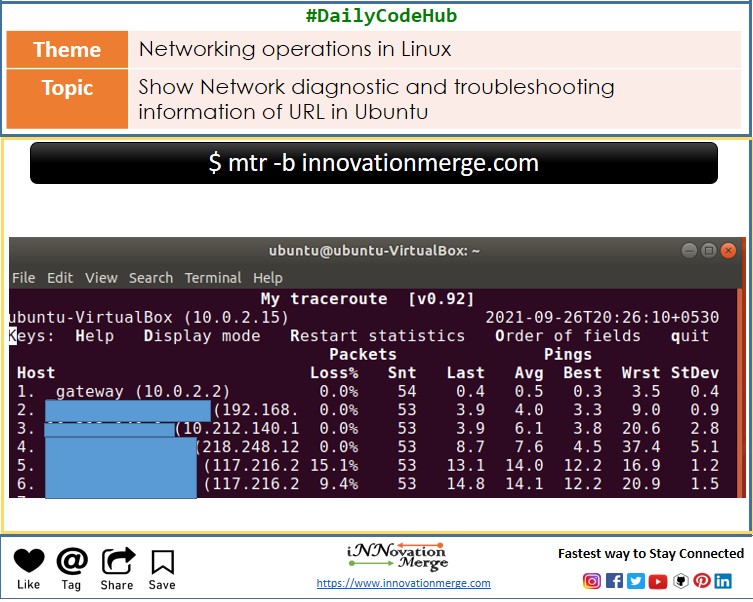 #DailyCodeHub
Theme
Networking operations in Linux
Topic
Show Network diagnostic and troubleshooting
information of URL in Ubuntu
$ mtr -b innovationmerge.com
ubuntu@ubuntu-VirtualBox: ~
File Edit View Search Terminal Help
My traceroute [v0.92]
ubuntu-VirtualBox (10.0.2.15) 2021-09-26T20:26:10+0530
Keys: Help Display mode Restart statistics Order of fields quit
Packets Pings
Host Loss% Snt Last Avg Best Wrst StDev
1. gateway (10.0.2.2) 0.0% 54 0.4 0.5 0.3 3.5 0.4
2. (192.168. 0.0% 53 3.9 4.0 3.3 9.0 0.9
3. (10.212.140.1 0.0% 53 3.9 6.1 3.8 20.6 2.8
4. (218.248.12 0.0% 53 8.7 7.6 4.5 37.4 5.1
5. (117.216.2 15.1% 53 13.1 14.0 12.2 16.9 1.2
6. (117.216.2 9.4% 53 14.8 14.1 12.2 20.9 1.5
Like Tag Share Save
iNNovation
Merge
https://www.innovationmerge.com
Fastest way to Stay Connected